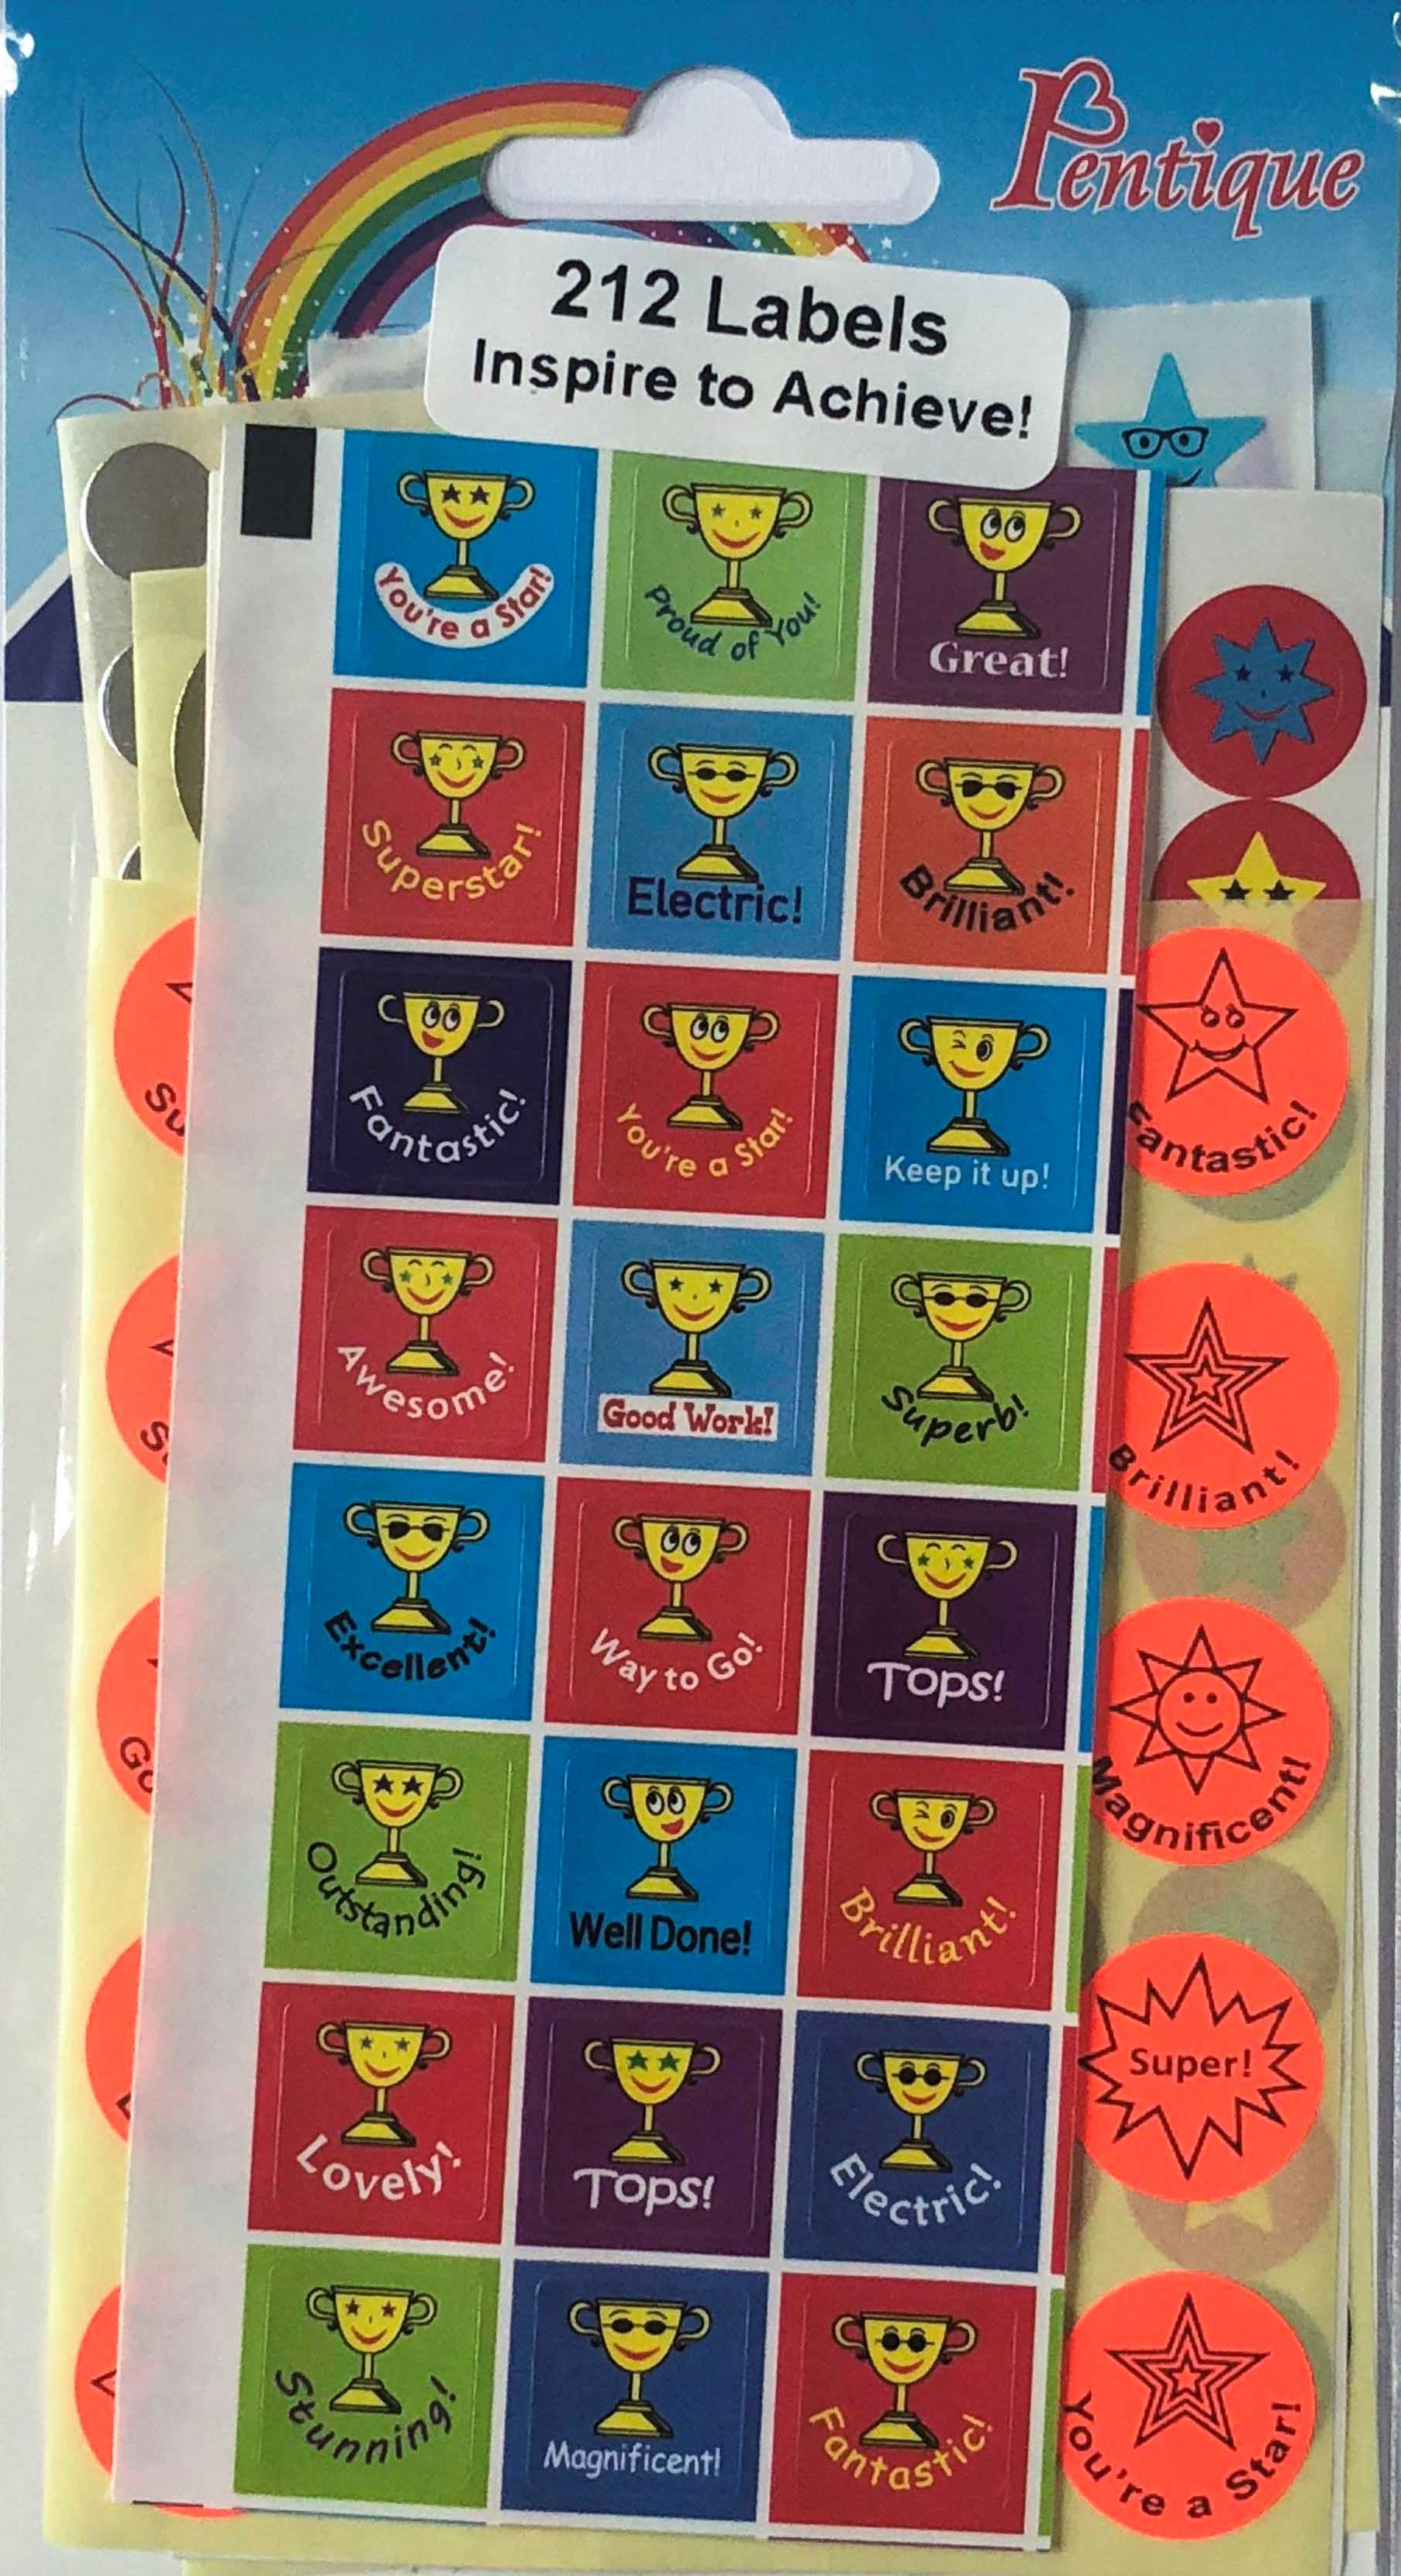 Pentique
212 Labels
Inspire to Achieve!
You're a Star!
Proud of You!
Great!
Superstar!
Electric!
Brilliant!
Fantastic!
You're a Star!
Keep it up!
Awesome!
Good Work!
Superb!
Excellent!
Way to Go!
Tops!
Outstanding!
Well Done!
Brilliant!
Lovely!
Tops!
Electric!
Stunning!
Magnificent!
Fantastic!
Fantastic!
Brilliant!
Magnificent!
Super!
You're a Star!
Su
S
Go